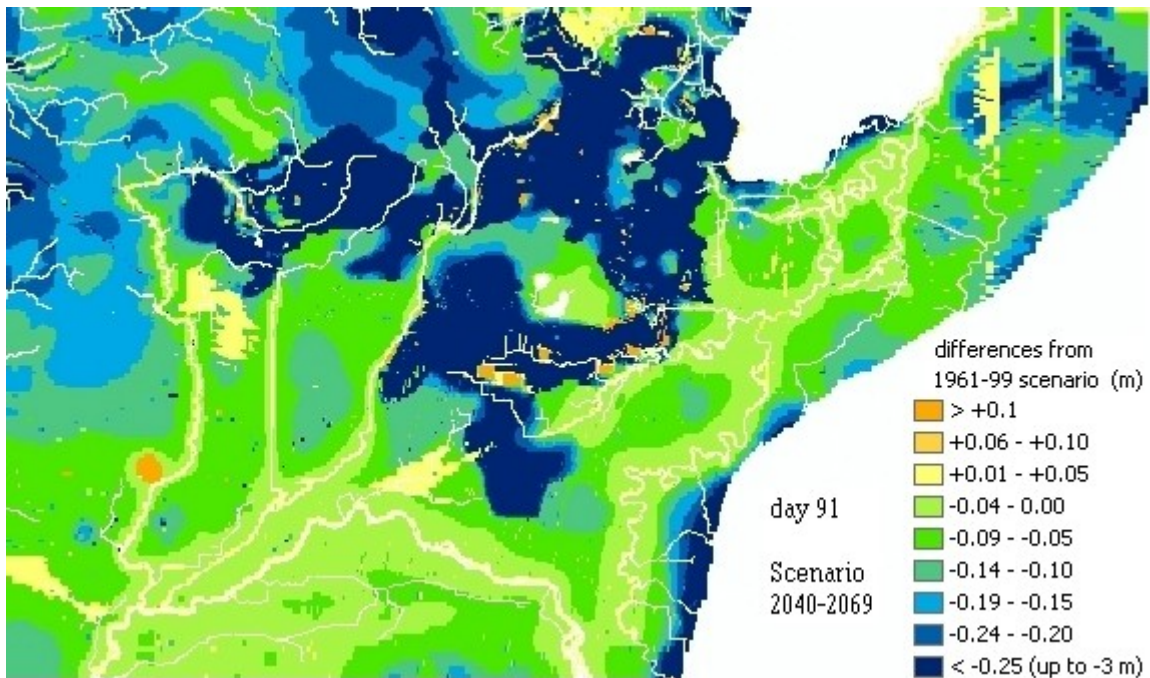 differences from
1961-99 scenario (m)
> +0.1
+0.06 - +0.10
+0.01 - +0.05
-0.04 - 0.00
-0.09 - -0.05
-0.14 - -0.10
-0.19 - -0.15
-0.24 - -0.20
< -0.25 (up to -3 m)
day 91
Scenario
2040-2069